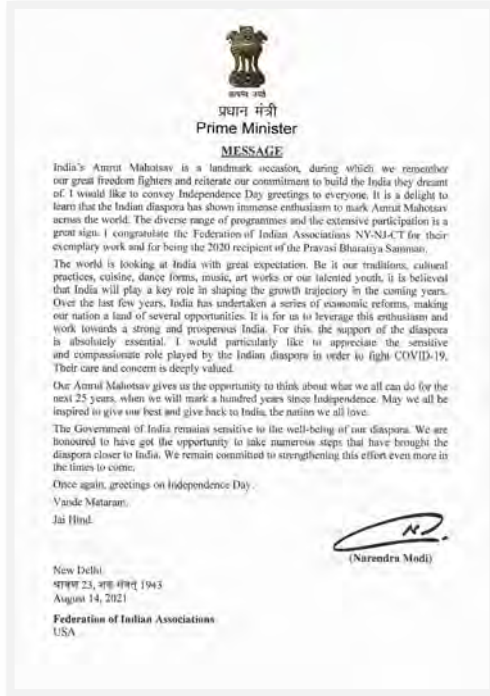 सत्यमेव जयते
प्रधान मंत्री
Prime Minister
MESSAGE
India's Amrut Mahotsav is a landmark occasion, during which we remember
our great freedom fighters and reiterate our commitment to build the India they dreamt
of. I would like to convey Independence Day greetings to everyone. It is a delight to
learn that the Indian diaspora has shown immense enthusiasm to mark Amrut Mahotsav
across the world. The diverse range of programmes and the extensive participation is a
great sign. I congratulate the Federation of Indian Associations NY-NJ-CT for their
exemplary work and for being the 2020 recipient of the Pravasi Bharatiya Samman.
The world is looking at India with great expectation. Be it our traditions, cultural
practices, cuisine, dance forms, music, art works or our talented youth, it is believed
that India will play a key role in shaping the growth trajectory in the coming years.
Over the last few years, India has undertaken a series of economic reforms, making
our nation a land of several opportunities. It is for us to leverage this enthusiasm and
work towards a strong and prosperous India. For this, the support of the diaspora
is absolutely essential. I would particularly like to appreciate the sensitive
and compassionate role played by the Indian diaspora in order to fight COVID-19.
Their care and concern is deeply valued.
Our Amrut Mahotsav gives us the opportunity to think about what we all can do for the
next 25 years, when we will mark a hundred years since Independence. May we all be
inspired to give our best and give back to India, the nation we all love.
The Government of India remains sensitive to the well-being of our diaspora. We are
honoured to have got the opportunity to take numerous steps that have brought the
diaspora closer to India. We remain committed to strengthening this effort even more in
the times to come.
Once again, greetings on Independence Day.
Vande Mataram.
Jai Hind.
(Narendra Modi)
New Delhi
श्रावण 23, शक संवत् 1943
August 14, 2021
Federation of Indian Associations
USA